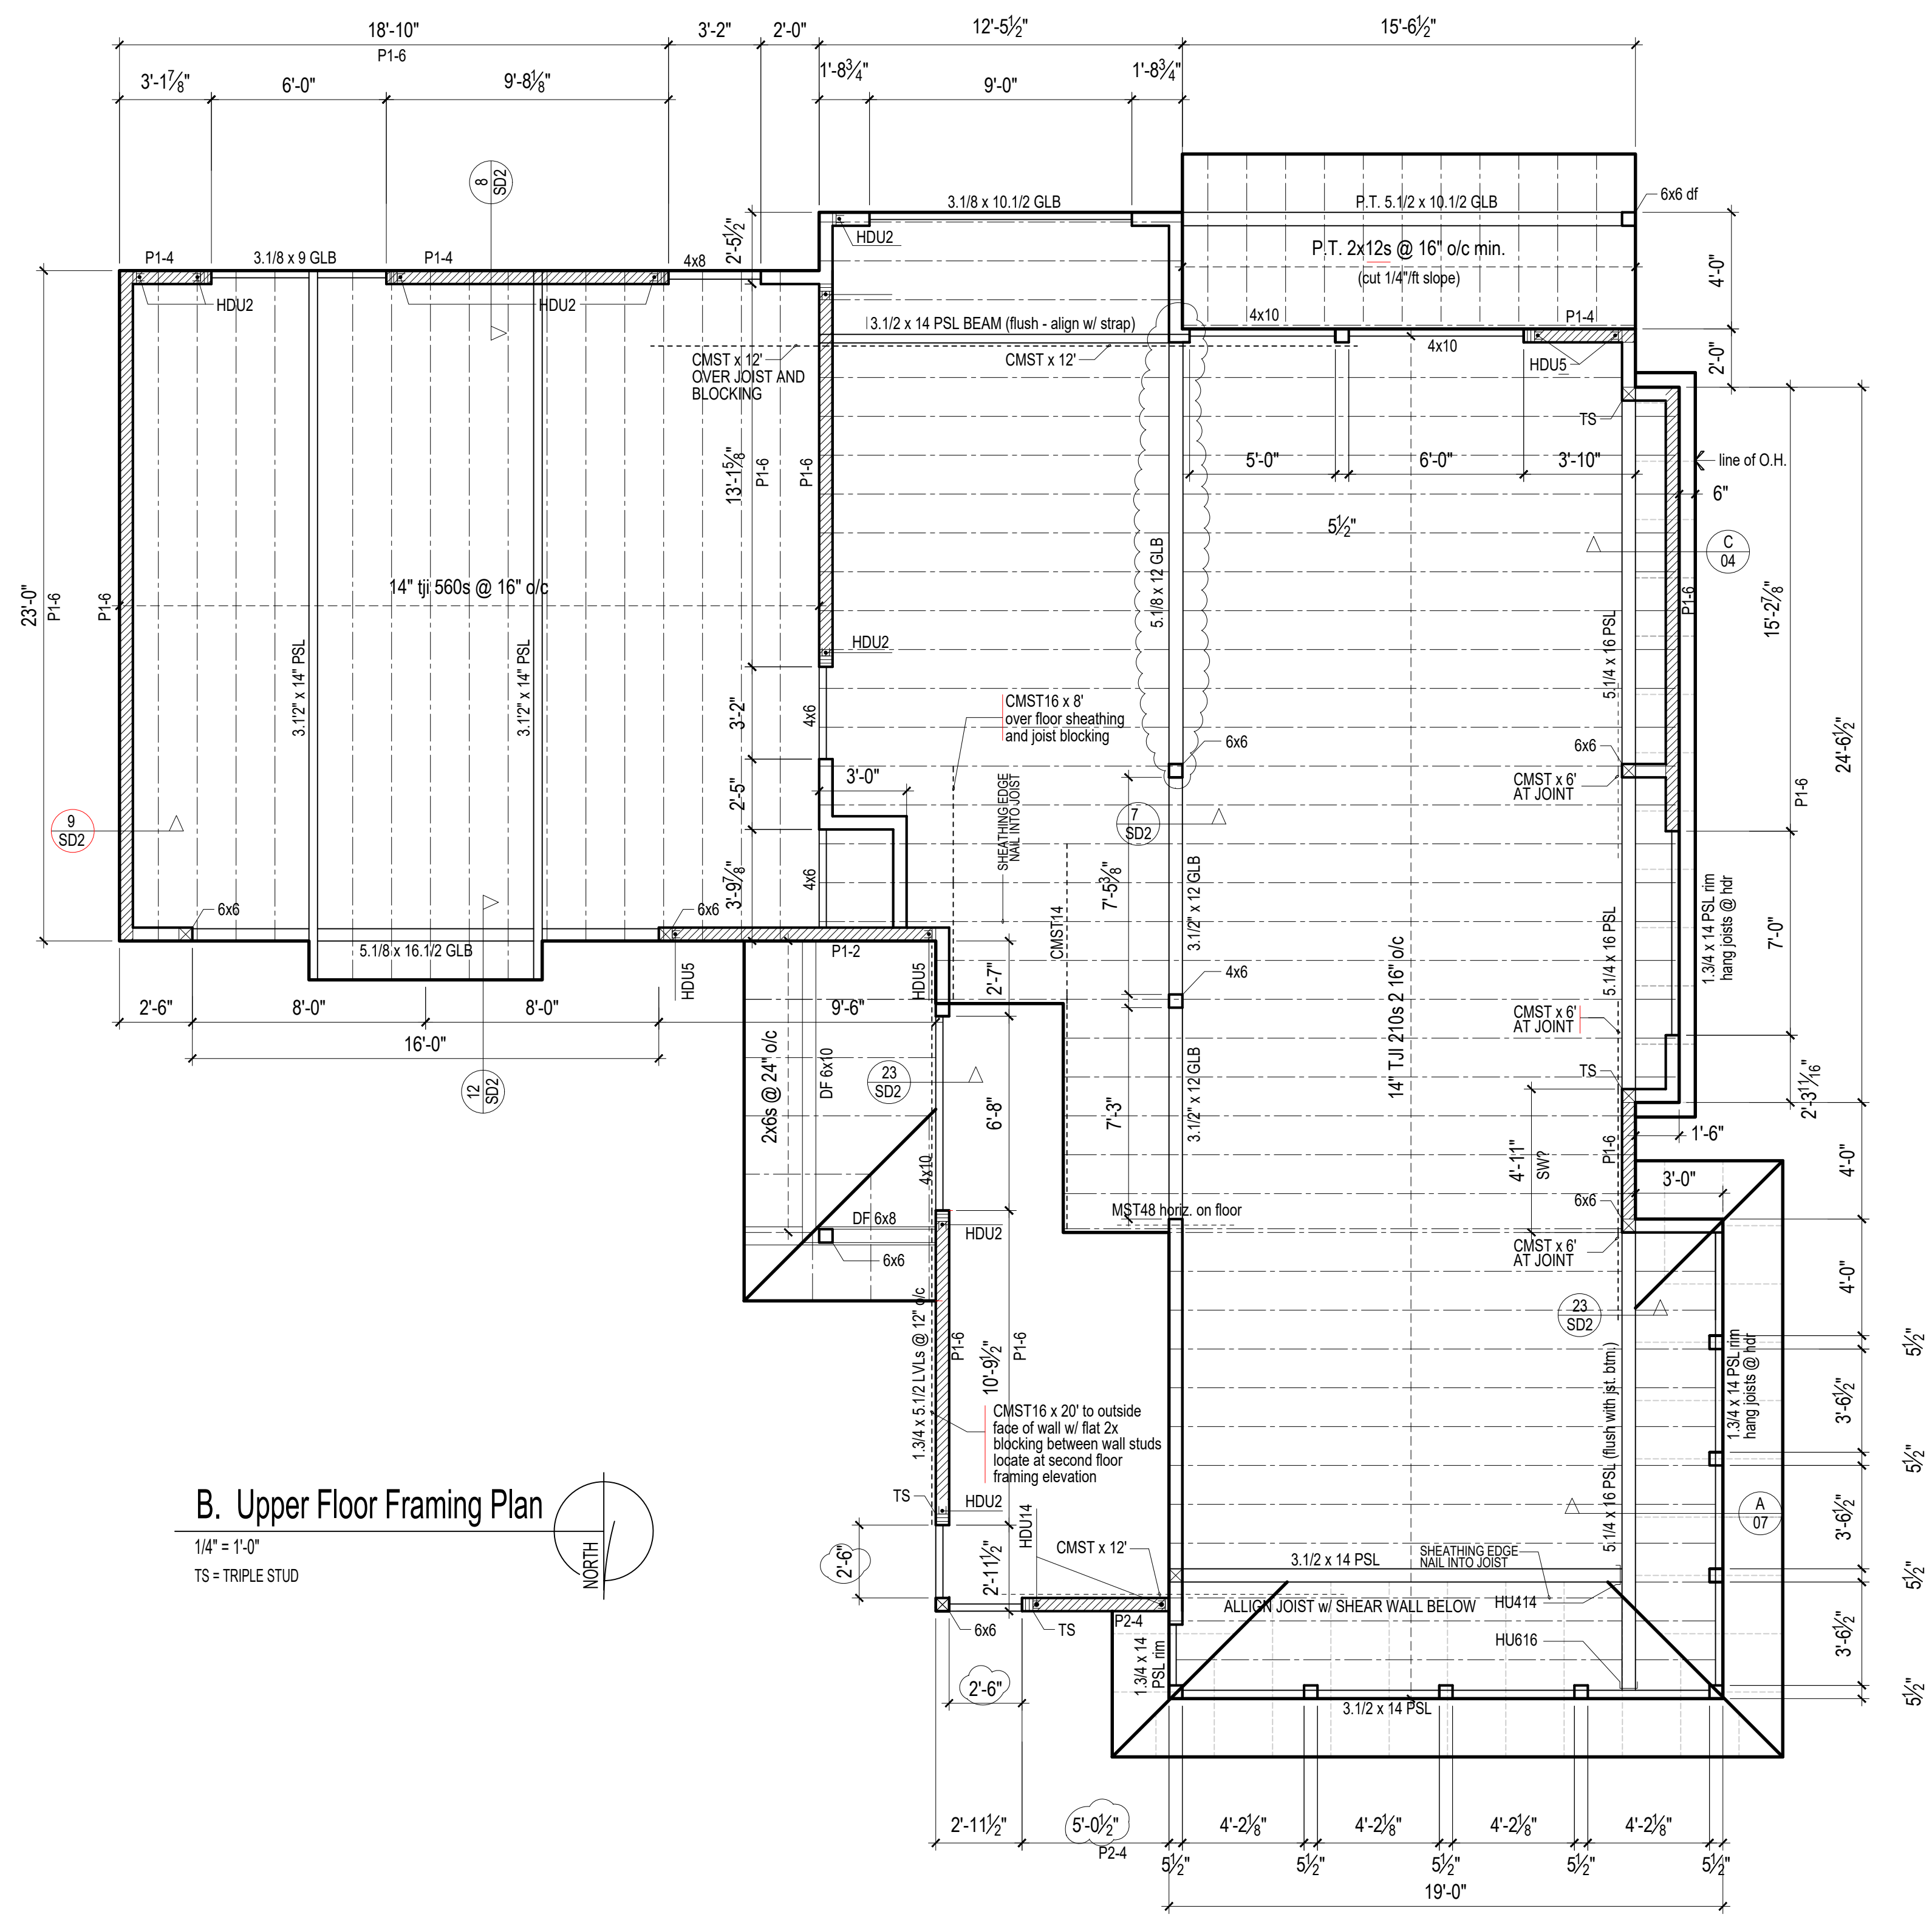 18'-10"
3'-2"
2'-0"
12'-5½"
15'-6½"
P1-6
3'-1⅞"
6'-0"
9'-8⅛"
1'-8¾"
9'-0"
1'-8¾"
8
SD2
3.1/8 x 10.1/2 GLB
P.T. 5.1/2 x 10.1/2 GLB
6x6 df
HDU2
2'-5½"
P.T. 2x12s @ 16" o/c min.
(cut 1/4"/ft slope)
4'-0"
P1-4
3.1/8 x 9 GLB
P1-4
4x8
HDU2
HDU2
3.1/2 x 14 PSL BEAM (flush - align w/ strap)
4x10
P1-4
4x10
CMST x 12'
OVER JOIST AND
BLOCKING
CMST x 12'
HDU5
2'-0"
TS
5'-0"
6'-0"
3'-10"
line of O.H.
6"
13'-1⅝"
P1-6
P1-6
5½"
C
04
5.1/8 x 12 GLB
23'-0"
P1-6
P1-6
14" tji 560s @ 16" o/c
P1-6
15'-2⅞"
3.1'2" x 14" PSL
3.1'2" x 14" PSL
HDU2
5.1/4 x 16 PSL
3'-2"
4x6
CMST16 x 8'
over floor sheathing
and joist blocking
6x6
6x6
24'-6½"
CMST x 6'
AT JOINT
P1-6
3'-0"
2'-5"
9
SD2
7
SD2
SHEATHING EDGE
NAIL INTO JOIST
3'-9⅞"
4x6
7'-5⅜"
3.1/2" x 12 GLB
6x6
6x6
CMST14
14" TJI 210s 2 16" o/c
5.1/4 x 16 PSL
1.3/4 x 14 PSL rim
hang joists @ hdr
7'-0"
5.1/8 x 16.1/2 GLB
P1-2
HDU5
HDU5
2'-7"
4x6
2'-6"
8'-0"
8'-0"
9'-6"
CMST x 6'
AT JOINT
16'-0"
2x6s @ 24" o/c
DF 6x10
23
SD2
12
SD2
6'-8"
7'-3"
3.1/2" x 12 GLB
TS
2'-3 11/16"
4'-11"
SW?
P1-6
1'-6"
4x10
4'-0"
3'-0"
DF 6x8
6x6
HDU2
MST48 horiz. on floor
6x6
CMST x 6'
AT JOINT
4'-0"
23
SD2
1.3/4 x 5.1/2 LVLs @ 12" o/c
P1-6
10'-9½"
P1-6
5.1/4 x 16 PSL (flush with jst. btm.)
1.3/4 x 14 PSL rim
hang joists @ hdr
5½"
3'-6½"
CMST16 x 20' to outside
face of wall w/ flat 2x
blocking between wall studs
locate at second floor
framing elevation
5½"
B. Upper Floor Framing Plan
1/4" = 1'-0"
TS = TRIPLE STUD
NORTH
TS
HDU2
HDU14
A
07
3'-6½"
2'-6"
2'-11½"
CMST x 12'
3.1/2 x 14 PSL
SHEATHING EDGE
NAIL INTO JOIST
5½"
ALLIGN JOIST w/ SHEAR WALL BELOW
HU414
6x6
TS
P2-4
HU616
3'-6½"
1.3/4 x 14
PSL rim
2'-6"
3.1/2 x 14 PSL
5½"
2'-11½"
5'-0½"
4'-2⅛"
4'-2⅛"
4'-2⅛"
4'-2⅛"
P2-4
5½"
5½"
5½"
5½"
5½"
19'-0"